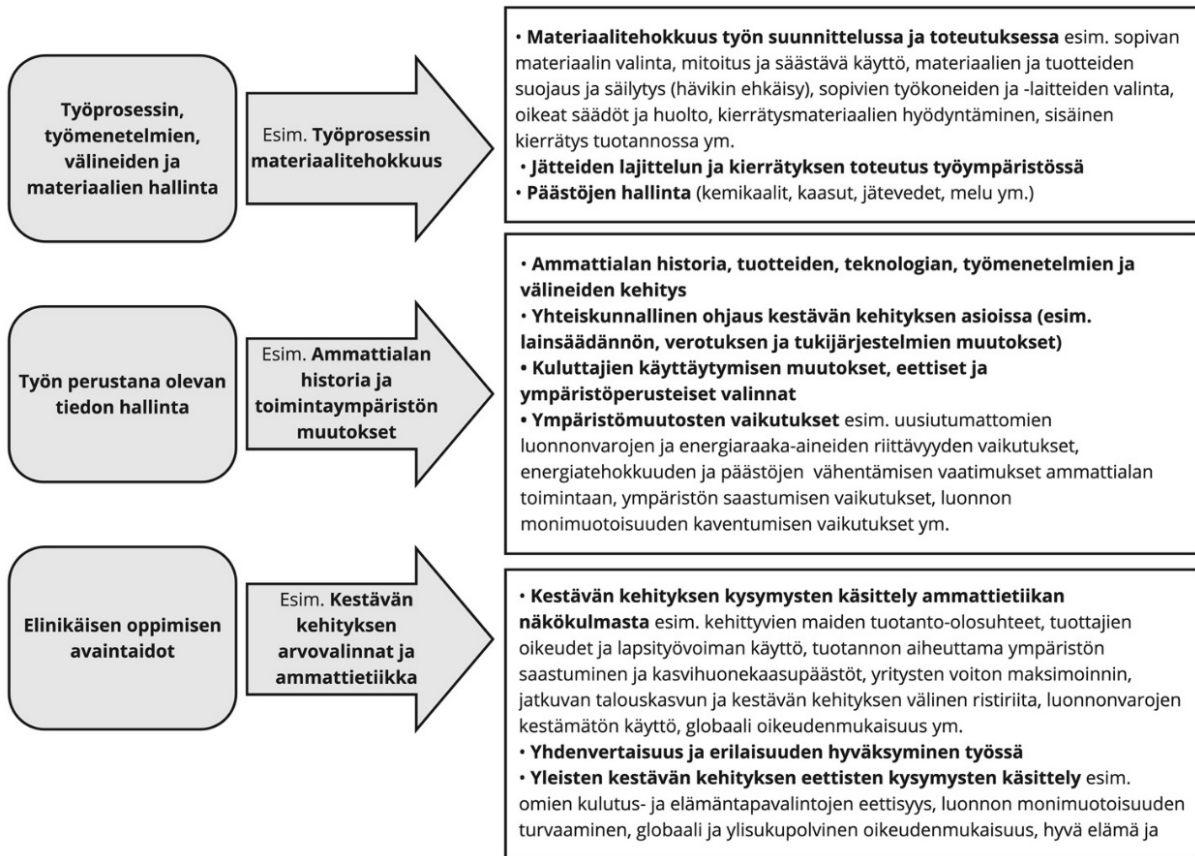 Työprosessin,
työmenetelmien,
välineiden ja
materiaalien hallinta
Esim. Työprosessin
materiaalitehokkuus
• Materiaalitehokkuus työn suunnittelussa ja toteutuksessa esim. sopivan
materiaalin valinta, mitoitus ja säästävä käyttö, materiaalien ja tuotteiden
suojaus ja säilytys (hävikin ehkäisy), sopivien työkoneiden ja -laitteiden valinta,
oikeat säädöt ja huolto, kierrätysmateriaalien hyödyntäminen, sisäinen
kierrätys tuotannossa ym.
• Jätteiden lajittelun ja kierrätyksen toteutus työympäristössä
• Päästöjen hallinta (kemikaalit, kaasut, jätevedet, melu ym.)
Työn perustana olevan
tiedon hallinta
Esim. Ammattialan
historia ja
toimintaympäristön
muutokset
• Ammattialan historia, tuotteiden, teknologian, työmenetelmien ja
välineiden kehitys
• Yhteiskunnallinen ohjaus kestävän kehityksen asioissa (esim.
lainsäädännön, verotuksen ja tukijärjestelmien muutokset)
• Kuluttajien käyttäytymisen muutokset, eettiset ja
ympäristöperusteiset valinnat
• Ympäristömuutosten vaikutukset esim. uusiutumattomien
luonnonvarojen ja energiaraaka-aineiden riittävyyden vaikutukset,
energiatehokkuuden ja päästöjen vähentämisen vaatimukset ammattialan
toimintaan, ympäristön saastumisen vaikutukset, luonnon
monimuotoisuuden kaventumisen vaikutukset ym.
Elinikäisen oppimisen
avaintaidot
Esim. Kestävän
kehityksen
arvovalinnat ja
ammattietiikka
• Kestävän kehityksen kysymysten käsittely ammattietiikan
näkökulmasta esim. kehittyvien maiden tuotanto-olosuhteet, tuottajien
oikeudet ja lapsityövoiman käyttö, tuotannon aiheuttama ympäristön
saastuminen ja kasvihuonekaasupäästöt, yritysten voiton maksimoinnin,
jatkuvan talouskasvun ja kestävän kehityksen välinen ristiriita, luonnonvarojen
kestämätön käyttö, globaali oikeudenmukaisuus ym.
• Yhdenvertaisuus ja erilaisuuden hyväksyminen työssä
• Yleisten kestävän kehityksen eettisten kysymysten käsittely esim.
omien kulutus- ja elämäntapavalintojen eettisyys, luonnon monimuotoisuuden
turvaaminen, globaali ja ylisukupolvinen oikeudenmukaisuus, hyvä elämä ja